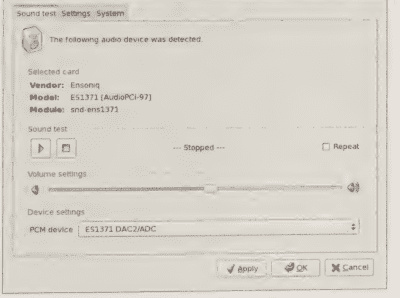 Sound test Settings System
The following audio device was detected.
Selected card
Vendor: Ensoniq
Model: ES1371 [AudioPCI-97]
Module: snd-ens1371
Sound test
--- Stopped --- Repeat
Volume settings
Device settings
PCM device ES1371 DAC2/ADC
Apply OK Cancel